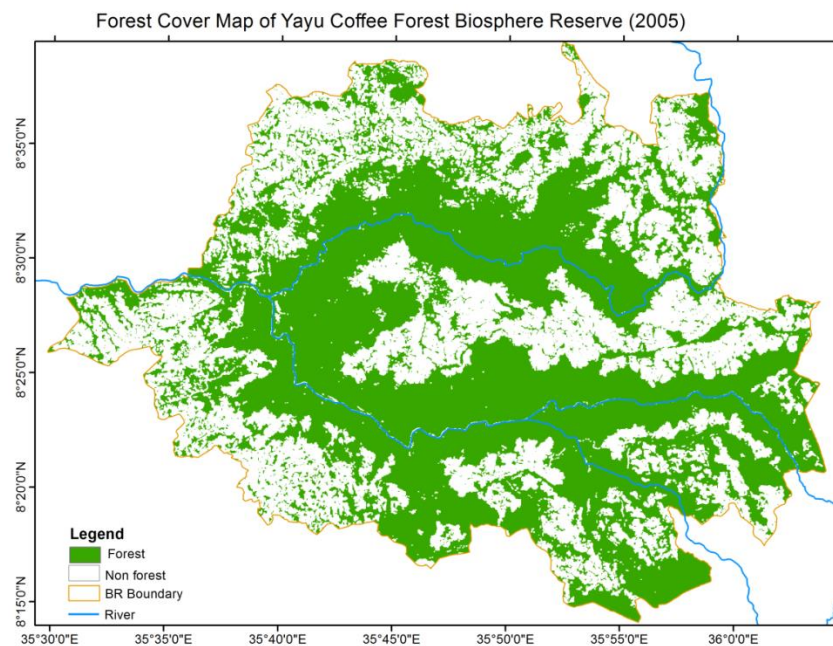 Forest Cover Map of Yayu Coffee Forest Biosphere Reserve (2005)
8°35'0"N
8°30'0"N
8°25'0"N
8°20'0"N
8°15'0"N
Legend
Forest
Non forest
BR Boundary
River
35°30'0"E 35°35'0"E 35°40'0"E 35°45'0"E 35°50'0"E 35°55'0"E 36°0'0"E